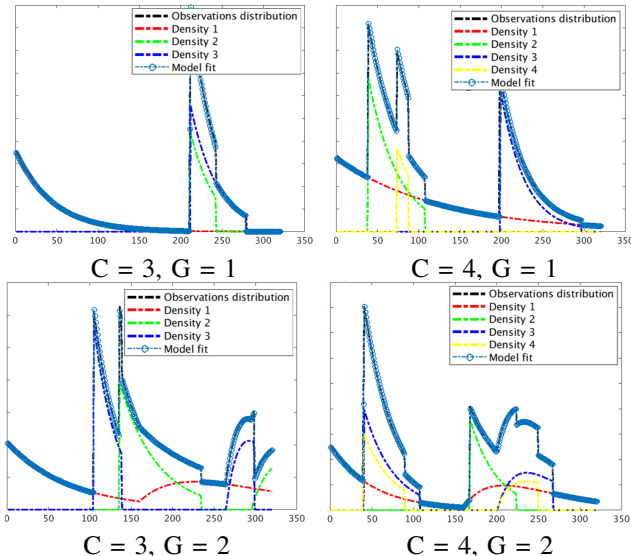 Observations distribution
Density 1
Density 2
Density 3
Model fit
0 50 100 150 200 250 300 350
C = 3, G = 1
Observations distribution
Density 1
Density 2
Density 3
Density 4
Model fit
0 50 100 150 200 250 300 350
C = 4, G = 1
Observations distribution
Density 1
Density 2
Density 3
Model fit
0 50 100 150 200 250 300 350
C = 3, G = 2
Observations distribution
Density 1
Density 2
Density 3
Density 4
Model fit
0 50 100 150 200 250 300 350
C = 4, G = 2